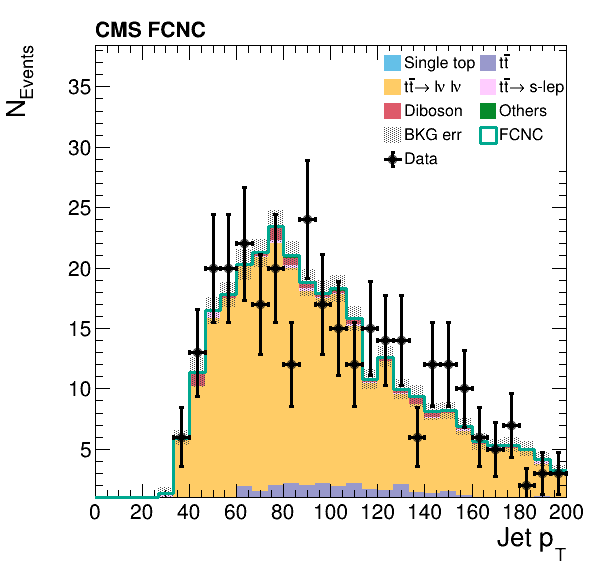 CMS FCNC
N_Events
35
30
25
20
15
10
5
Single top
tt̄
tt̄→ lν lν
tt̄→ s-lep
Diboson
Others
BKG err
FCNC
Data
0 20 40 60 80 100 120 140 160 180 200
Jet p_T